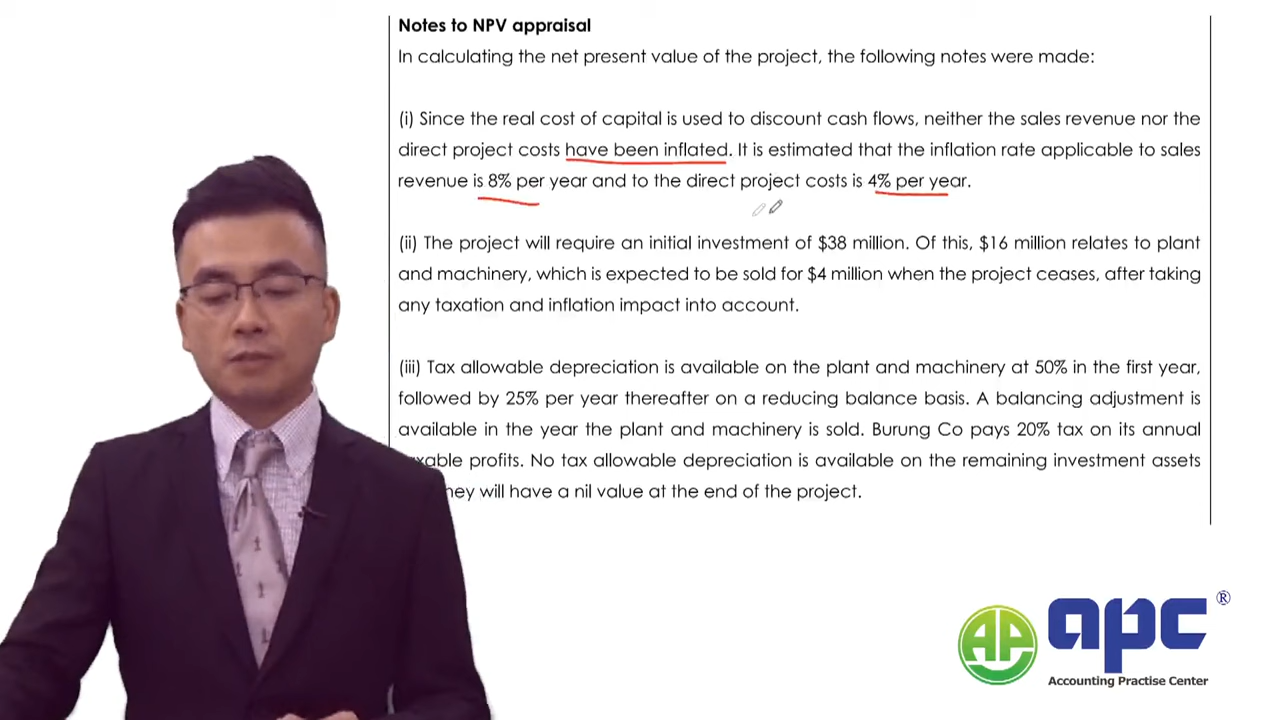 Notes to NPV appraisal
In calculating the net present value of the project, the following notes were made:
(i) Since the real cost of capital is used to discount cash flows, neither the sales revenue nor the
direct project costs have been inflated. It is estimated that the inflation rate applicable to sales
revenue is 8% per year and to the direct project costs is 4% per year.
(ii) The project will require an initial investment of $38 million. Of this, $16 million relates to plant
and machinery, which is expected to be sold for $4 million when the project ceases, after taking
any taxation and inflation impact into account.
(iii) Tax allowable depreciation is available on the plant and machinery at 50% in the first year,
followed by 25% per year thereafter on a reducing balance basis. A balancing adjustment is
available in the year the plant and machinery is sold. Burung Co pays 20% tax on its annual
profits. No tax allowable depreciation is available on the remaining investment assets
will have a nil value at the end of the project.
AP apc ®
Accounting Practise Center